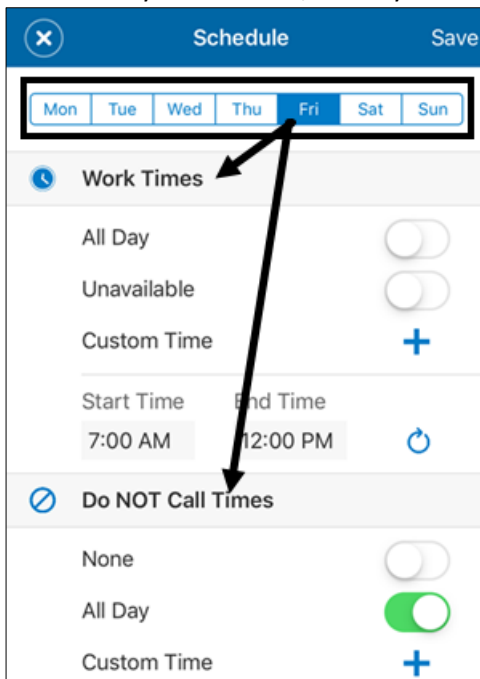 Schedule Save
Mon Tue Wed Thu Fri Sat Sun
Work Times
All Day
Unavailable
Custom Time
Start Time End Time
7:00 AM 12:00 PM
Do NOT Call Times
None
All Day
Custom Time